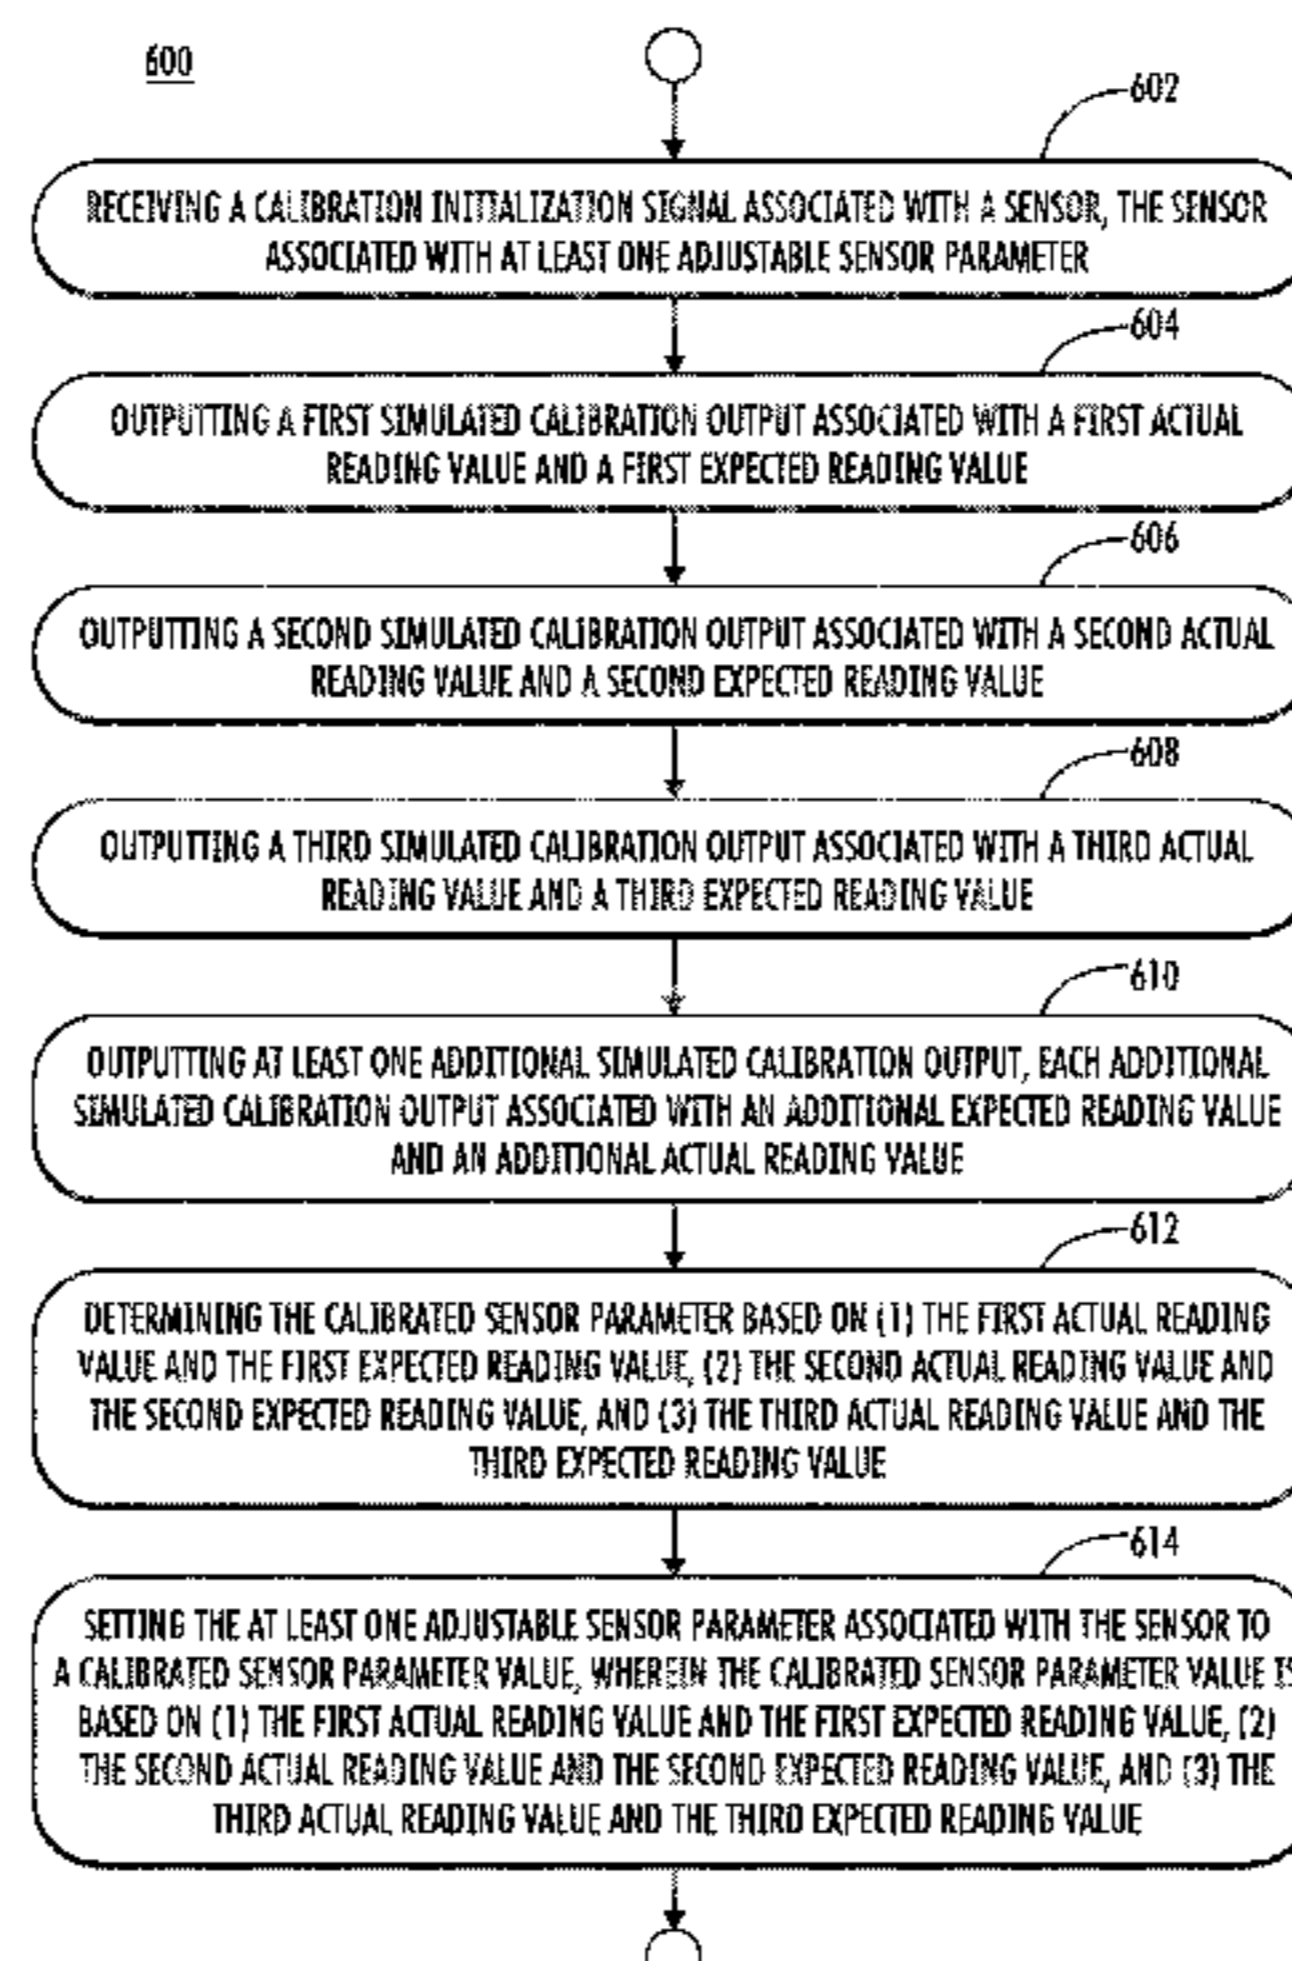 600
602
RECEIVING A CALIBRATION INITIALIZATION SIGNAL ASSOCIATED WITH A SENSOR, THE SENSOR
ASSOCIATED WITH AT LEAST ONE ADJUSTABLE SENSOR PARAMETER
604
OUTPUTTING A FIRST SIMULATED CALIBRATION OUTPUT ASSOCIATED WITH A FIRST ACTUAL
READING VALUE AND A FIRST EXPECTED READING VALUE
606
OUTPUTTING A SECOND SIMULATED CALIBRATION OUTPUT ASSOCIATED WITH A SECOND ACTUAL
READING VALUE AND A SECOND EXPECTED READING VALUE
608
OUTPUTTING A THIRD SIMULATED CALIBRATION OUTPUT ASSOCIATED WITH A THIRD ACTUAL
READING VALUE AND A THIRD EXPECTED READING VALUE
610
OUTPUTTING AT LEAST ONE ADDITIONAL SIMULATED CALIBRATION OUTPUT, EACH ADDITIONAL
SIMULATED CALIBRATION OUTPUT ASSOCIATED WITH AN ADDITIONAL EXPECTED READING VALUE
AND AN ADDITIONAL ACTUAL READING VALUE
612
DETERMINING THE CALIBRATED SENSOR PARAMETER BASED ON (1) THE FIRST ACTUAL READING
VALUE AND THE FIRST EXPECTED READING VALUE, (2) THE SECOND ACTUAL READING VALUE AND
THE SECOND EXPECTED READING VALUE, AND (3) THE THIRD ACTUAL READING VALUE AND THE
THIRD EXPECTED READING VALUE
614
SETTING THE AT LEAST ONE ADJUSTABLE SENSOR PARAMETER ASSOCIATED WITH THE SENSOR TO
A CALIBRATED SENSOR PARAMETER VALUE, WHEREIN THE CALIBRATED SENSOR PARAMETER VALUE IS
BASED ON (1) THE FIRST ACTUAL READING VALUE AND THE FIRST EXPECTED READING VALUE, (2)
THE SECOND ACTUAL READING VALUE AND THE SECOND EXPECTED READING VALUE, AND (3) THE
THIRD ACTUAL READING VALUE AND THE THIRD EXPECTED READING VALUE